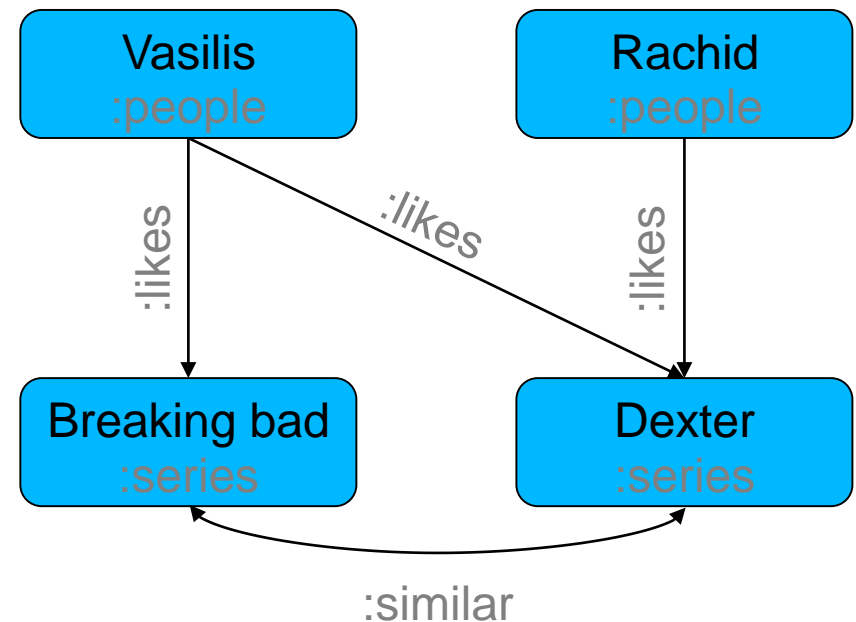 Vasilis
:people
Rachid
:people
:likes
:likes
:likes
Breaking bad
:series
Dexter
:series
:similar